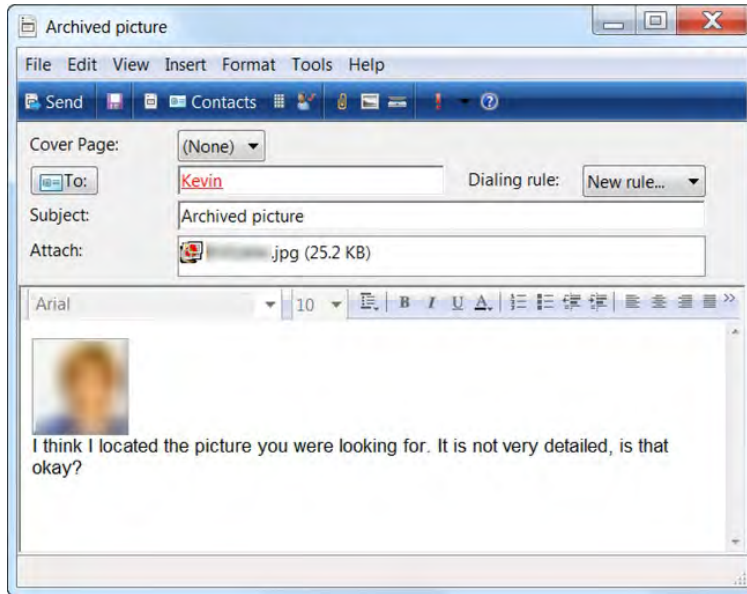 Archived picture
File Edit View Insert Format Tools Help
Send Contacts
Cover Page: (None)
To: Kevin Dialing rule: New rule...
Subject: Archived picture
Attach: .jpg (25.2 KB)
Arial 10 B I U A
I think I located the picture you were looking for. It is not very detailed, is that
okay?